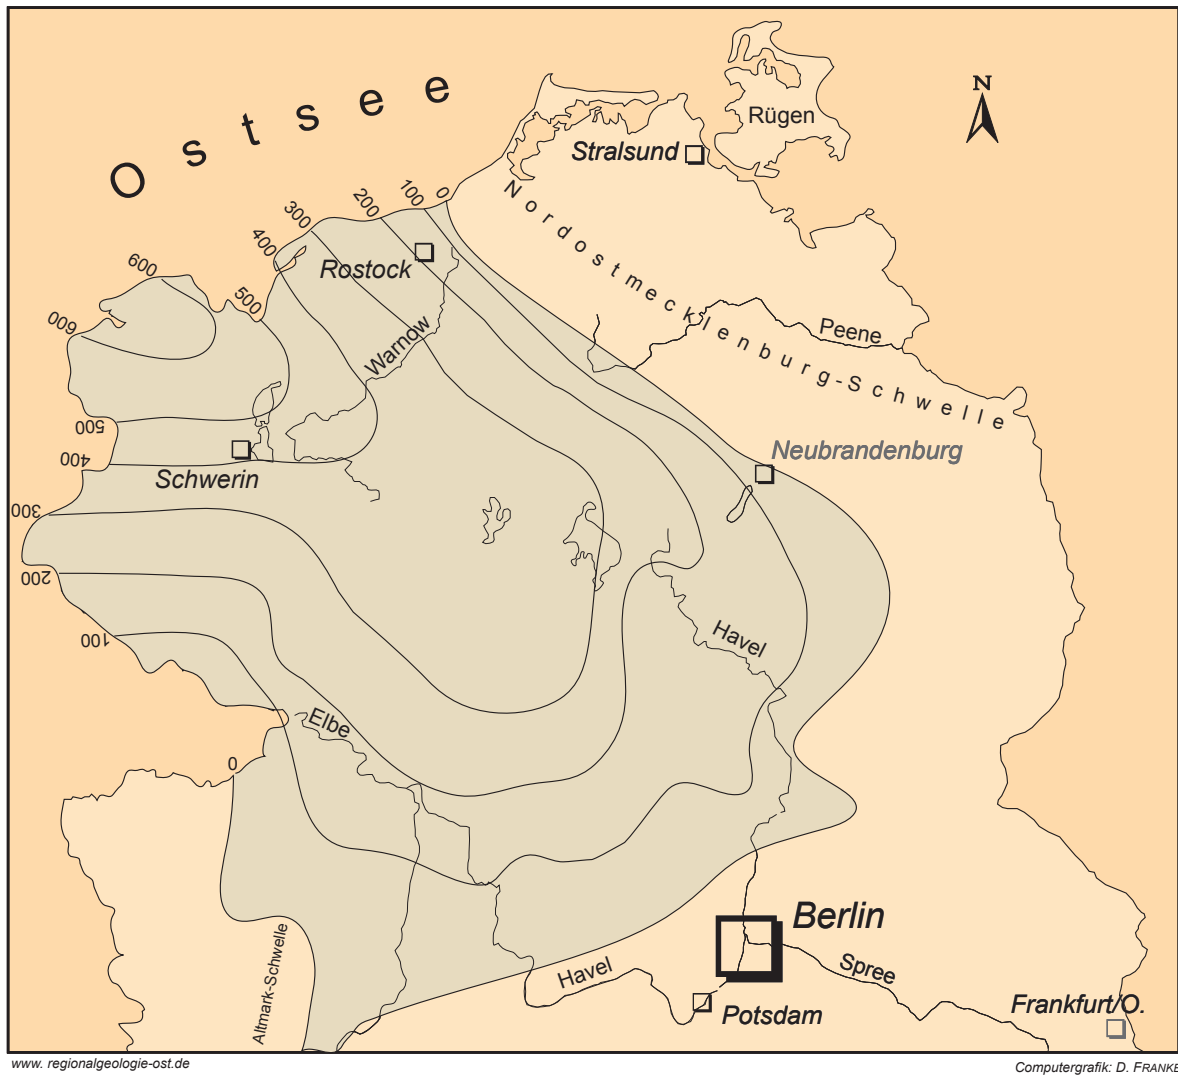 Ostsee
N
Rügen
Stralsund
Nordostmecklenburg-Schwelle
0
100
200
300
400
500
600
600
500
400
300
200
100
0
Rostock
Warnow
Peene
Neubrandenburg
Schwerin
Havel
Elbe
Altmark-Schwelle
Berlin
Havel
Spree
Potsdam
Frankfurt/O.
www. regionalgeologie-ost.de
Computergrafik: D. FRANKE